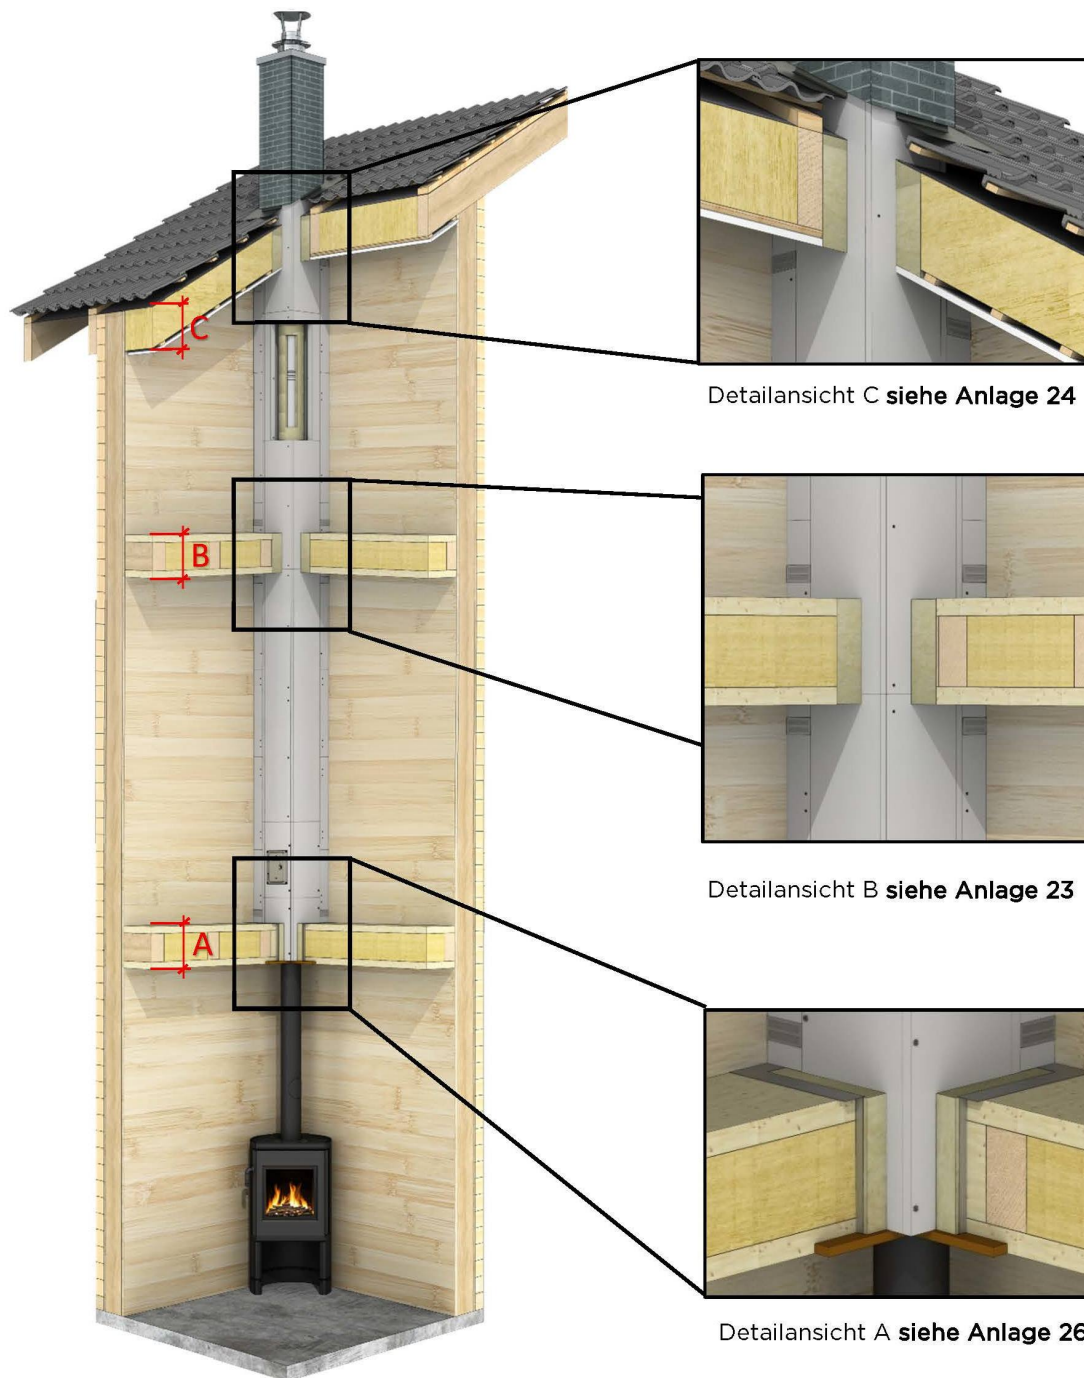 Detailansicht C siehe Anlage 24
C
B
Detailansicht B siehe Anlage 23
A
Detailansicht A siehe Anlage 26